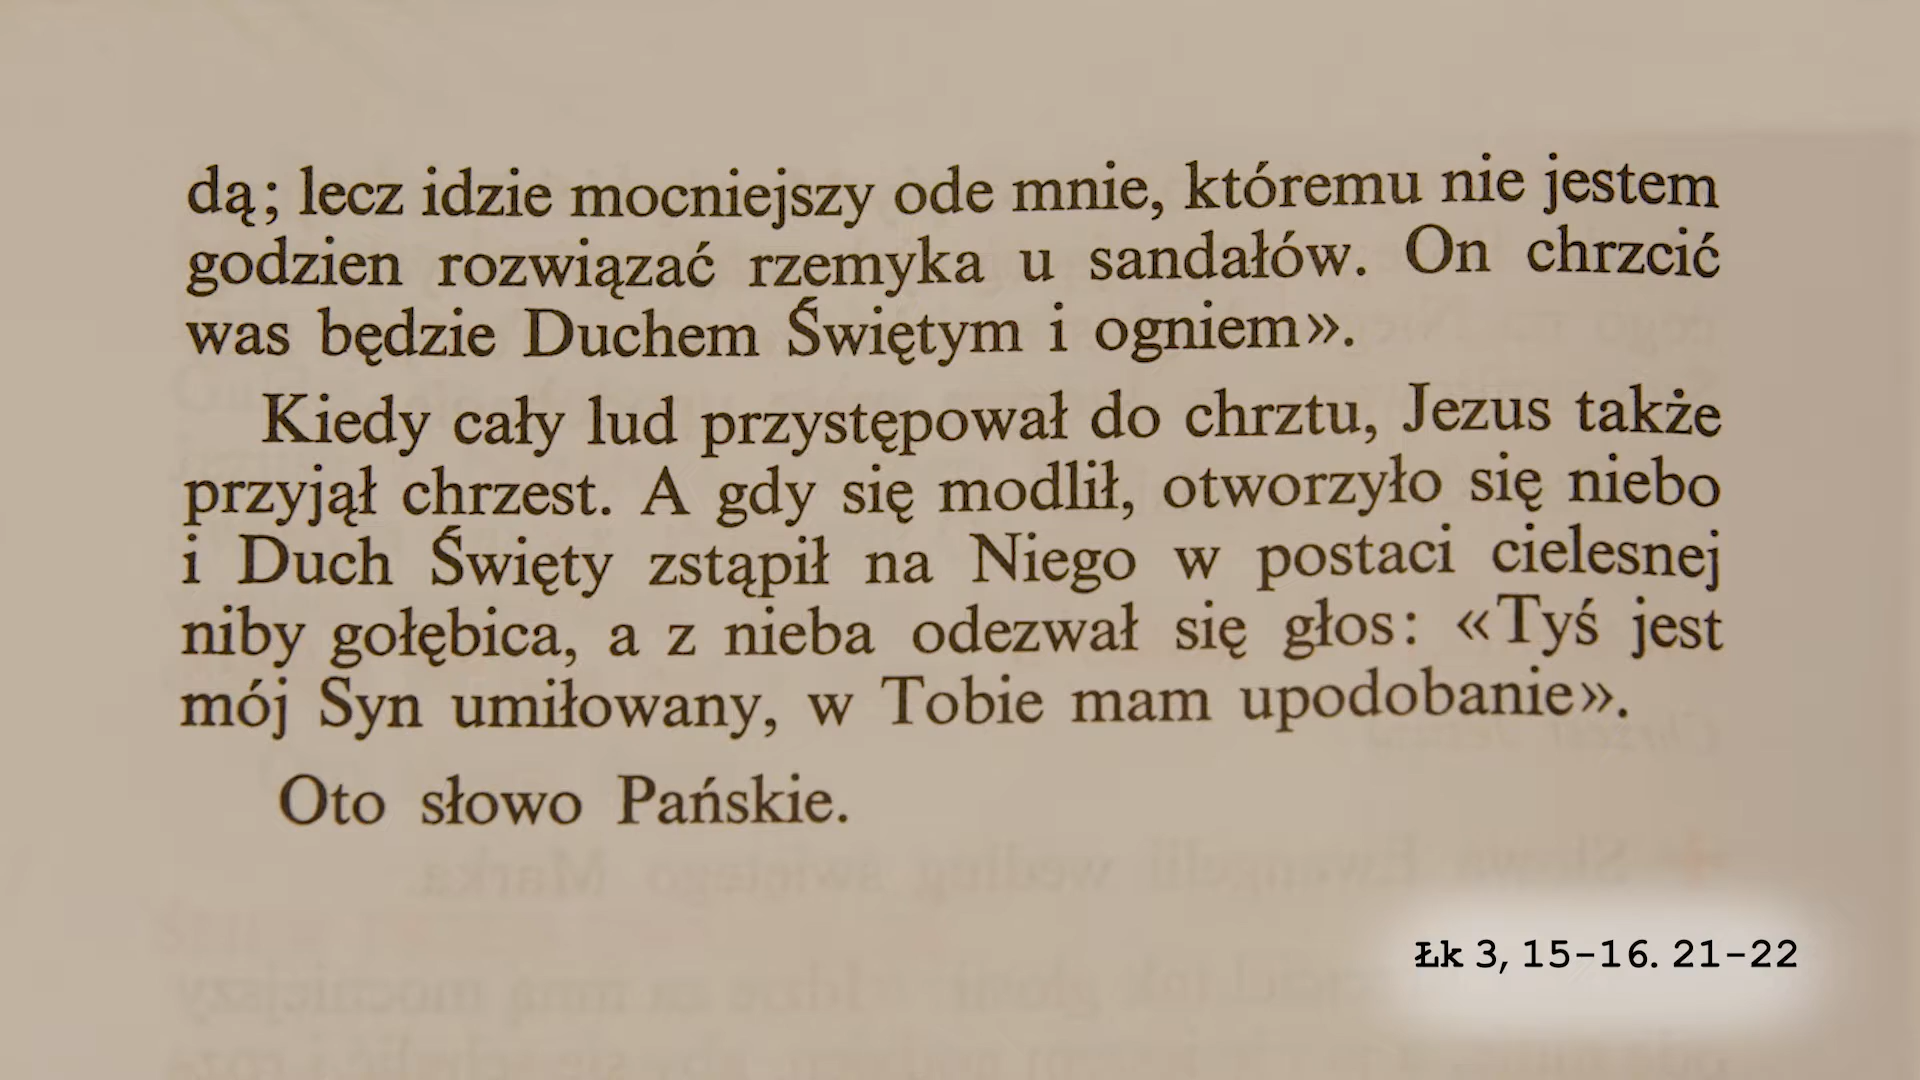 dą; lecz idzie mocniejszy ode mnie, któremu nie jestem
godzien rozwiązać rzemyka u sandałów. On chrzcić
was będzie Duchem Świętym i ogniem».
Kiedy cały lud przystępował do chrztu, Jezus także
przyjął chrzest. A gdy się modlił, otworzyło się niebo
i Duch Święty zstąpił na Niego w postaci cielesnej
niby gołębica, a z nieba odezwał się głos: «Tyś jest
mój Syn umiłowany, w Tobie mam upodobanie».
Oto słowo Pańskie.
Łk 3, 15-16. 21-22